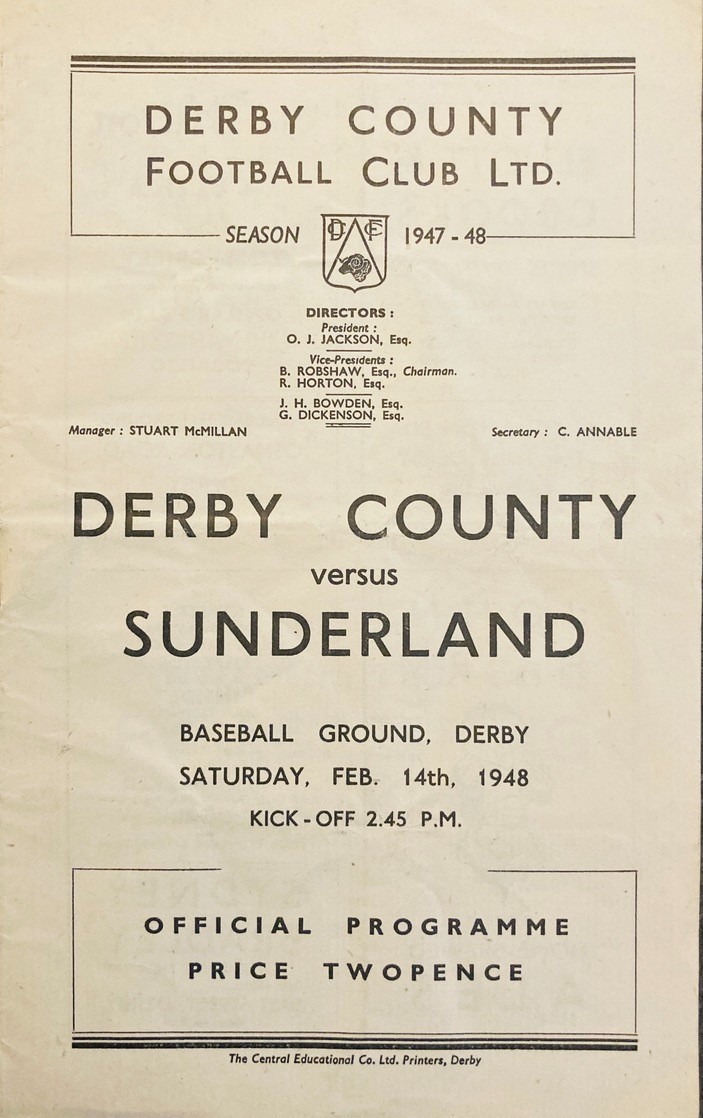 DERBY COUNTY
FOOTBALL CLUB LTD.
SEASON DCFC 1947 - 48
DIRECTORS :
President :
O. J. JACKSON, Esq.
Vice-Presidents :
B. ROBSHAW, Esq., Chairman.
R. HORTON, Esq.
J. H. BOWDEN, Esq.
G. DICKENSON, Esq.
Manager : STUART McMILLAN Secretary : C. ANNABLE
DERBY COUNTY
versus
SUNDERLAND
BASEBALL GROUND, DERBY
SATURDAY, FEB. 14th, 1948
KICK - OFF 2.45 P.M.
OFFICIAL PROGRAMME
PRICE TWOPENCE
The Central Educational Co. Ltd. Printers, Derby